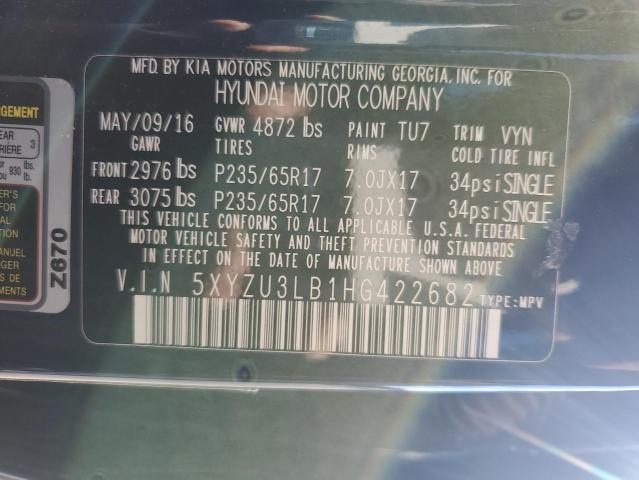 MFD. BY KIA MOTORS MANUFACTURING GEORGIA, INC. FOR
HYUNDAI MOTOR COMPANY
MAY/09/16 GVWR 4872 lbs PAINT TU7 TRIM VYN
GAWR TIRES RIMS COLD TIRE INFL
FRONT 2976 lbs P235/65R17 7.0JX17 34psi SINGLE
REAR 3075 lbs P235/65R17 7.0JX17 34psi SINGLE
THIS VEHICLE CONFORMS TO ALL APPLICABLE U.S.A. FEDERAL
MOTOR VEHICLE SAFETY AND THEFT PREVENTION STANDARDS
IN EFFECT ON THE DATE OF MANUFACTURE SHOWN ABOVE
V.I.N 5XYZU3LB1HG422682 TYPE:MPV
3
930
lbs.
Z670